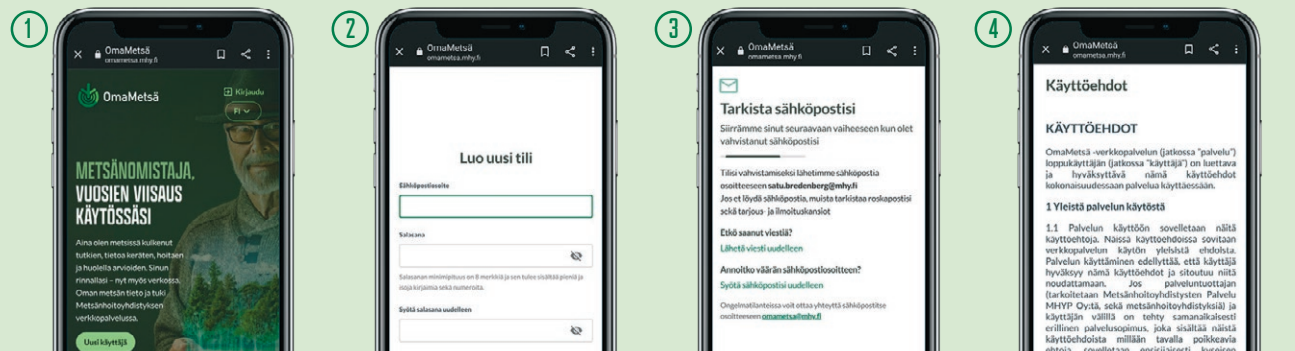 1
OmaMetsä
omametsa.mhy.fi
OmaMetsä
Kirjaudu
FI
METSÄNOMISTAJA,
VUOSIEN VIISAUS
KÄYTÖSSÄSI
Aina olen metsissä kulkenut
tutkien, tietoa keräten, hoitaen
ja huolella arvioiden. Sinun
rinnallasi – nyt myös verkossa.
Oman metsän tieto ja tuki
Metsänhoitoyhdistyksen
verkkopalvelussa.
Uusi käyttäjä
2
OmaMetsä
omametsa.mhy.fi
Luo uusi tili
Sähköpostiosoite
Salasana
Salasanan minimipituus on 8 merkkiä ja sen tulee sisältää pieniä ja
isoja kirjaimia sekä numeroita.
Syötä salasana uudelleen
3
OmaMetsä
omametsa.mhy.fi
Tarkista sähköpostisi
Siirrämme sinut seuraavaan vaiheeseen kun olet
vahvistanut sähköpostisi
Tilisi vahvistamiseksi lähetimme sähköpostia
osoitteeseen satu.bredenberg@mhy.fi
Jos et löydä sähköpostia, muista tarkistaa roskapostisi
sekä tarjous- ja ilmoituskansiot
Etkö saanut viestiä?
Lähetä viesti uudelleen
Annoitko väärän sähköpostiosoitteen?
Syötä sähköpostisi uudelleen
Ongelmatilanteissa voit ottaa yhteyttä sähköpostitse
osoitteeseen omametsa@mhy.fi
4
OmaMetsä
omametsa.mhy.fi
Käyttöehdot
KÄYTTÖEHDOT
OmaMetsä -verkkopalvelun (jatkossa "palvelu")
loppukäyttäjän (jatkossa "käyttäjä") on luettava
ja hyväksyttävä nämä käyttöehdot
kokonaisuudessaan palvelua käyttäessään.
1 Yleistä palvelun käytöstä
1.1 Palvelun käyttöön sovelletaan näitä
käyttöehtoja. Näissä käyttöehdoissa sovitaan
verkkopalvelun käytön yleisistä ehdoista.
Palvelun käyttäminen edellyttää, että käyttäjä
hyväksyy nämä käyttöehdot ja sitoutuu niitä
noudattamaan. Jos palveluntuottajan
(tarkoitetaan Metsänhoitoyhdistysten Palvelu
MHYP Oy:tä, sekä metsänhoitoyhdistyksiä) ja
käyttäjän välillä on tehty samanaikaisesti
erillinen palvelusopimus, joka sisältää näistä
käyttöehdoista millään tavalla poikkeavia
ehtoja, sovelletaan ensisijaisesti kyseisen